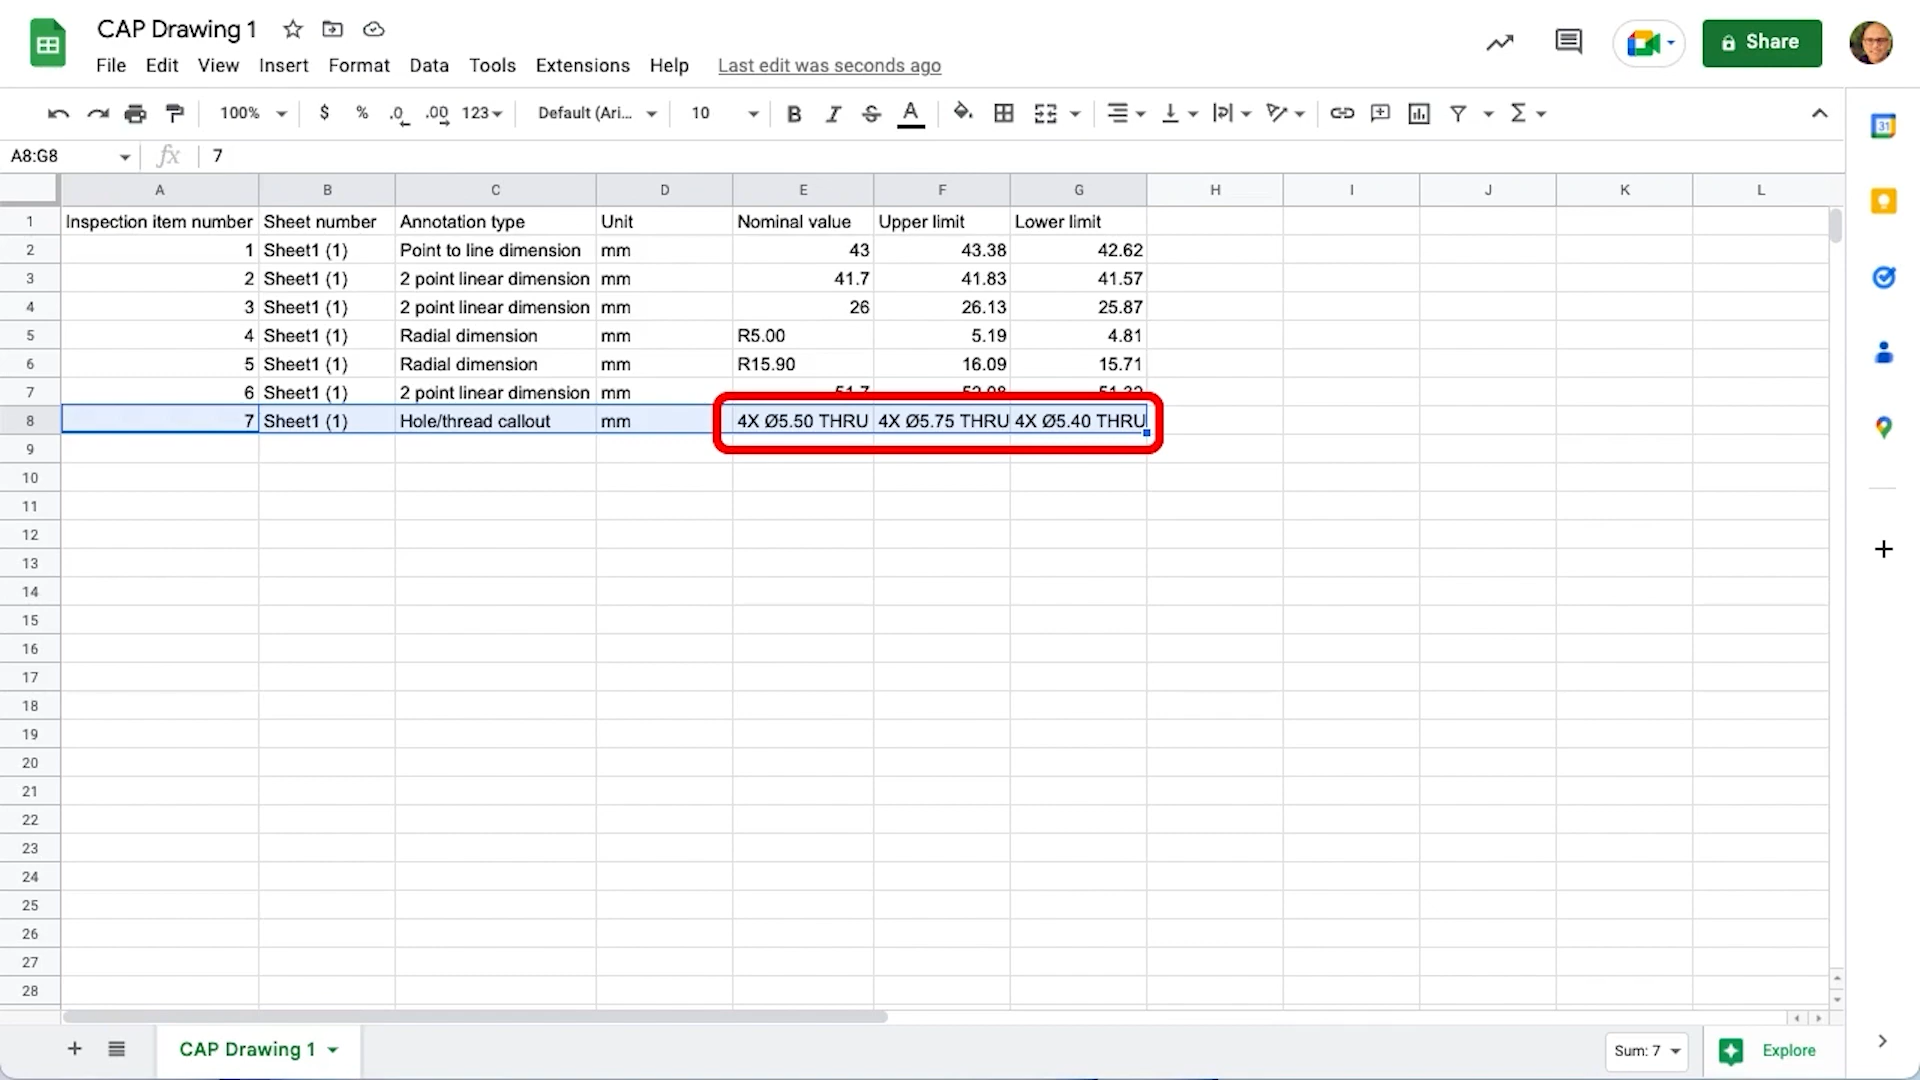 CAP Drawing 1
File Edit View Insert Format Data Tools Extensions Help Last edit was seconds ago
Share
100% $ % .0 .00 123 Default (Ari... 10 B I S A
31
A8:G8 fx 7
A B C D E F G H I J K L
1 Inspection item number Sheet number Annotation type Unit Nominal value Upper limit Lower limit
2 1 Sheet1 (1) Point to line dimension mm 43 43.38 42.62
3 2 Sheet1 (1) 2 point linear dimension mm 41.7 41.83 41.57
4 3 Sheet1 (1) 2 point linear dimension mm 26 26.13 25.87
5 4 Sheet1 (1) Radial dimension mm R5.00 5.19 4.81
6 5 Sheet1 (1) Radial dimension mm R15.90 16.09 15.71
7 6 Sheet1 (1) 2 point linear dimension mm 51.7 52.08 51.32
8 7 Sheet1 (1) Hole/thread callout mm 4X Ø5.50 THRU 4X Ø5.75 THRU 4X Ø5.40 THRU
9
10
11
12
13
14
15
16
17
18
19
20
21
22
23
24
25
26
27
28
CAP Drawing 1 Sum: 7 Explore